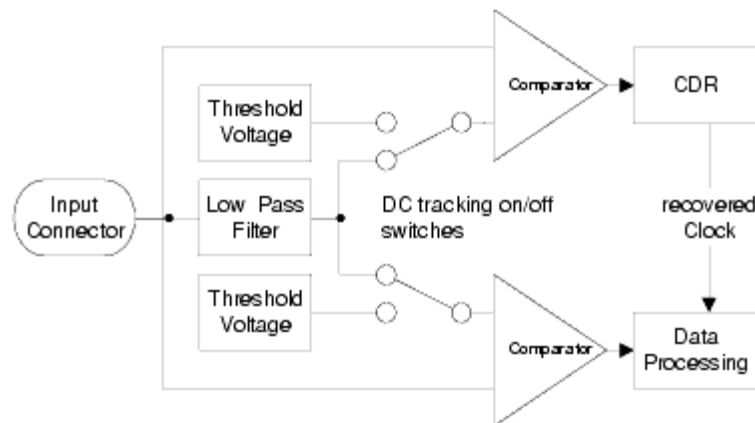 Comparator
CDR
Threshold
Voltage
Input
Connector
Low Pass
Filter
DC tracking on/off
switches
recovered
Clock
Threshold
Voltage
Comparator
Data
Processing